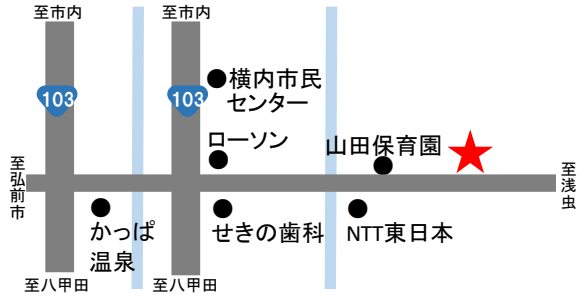 至市内
至市内
103
103
横内市民
センター
ローソン
山田保育園
至弘前市
至浅虫
かっぱ
温泉
せきの歯科
NTT東日本
至八甲田
至八甲田